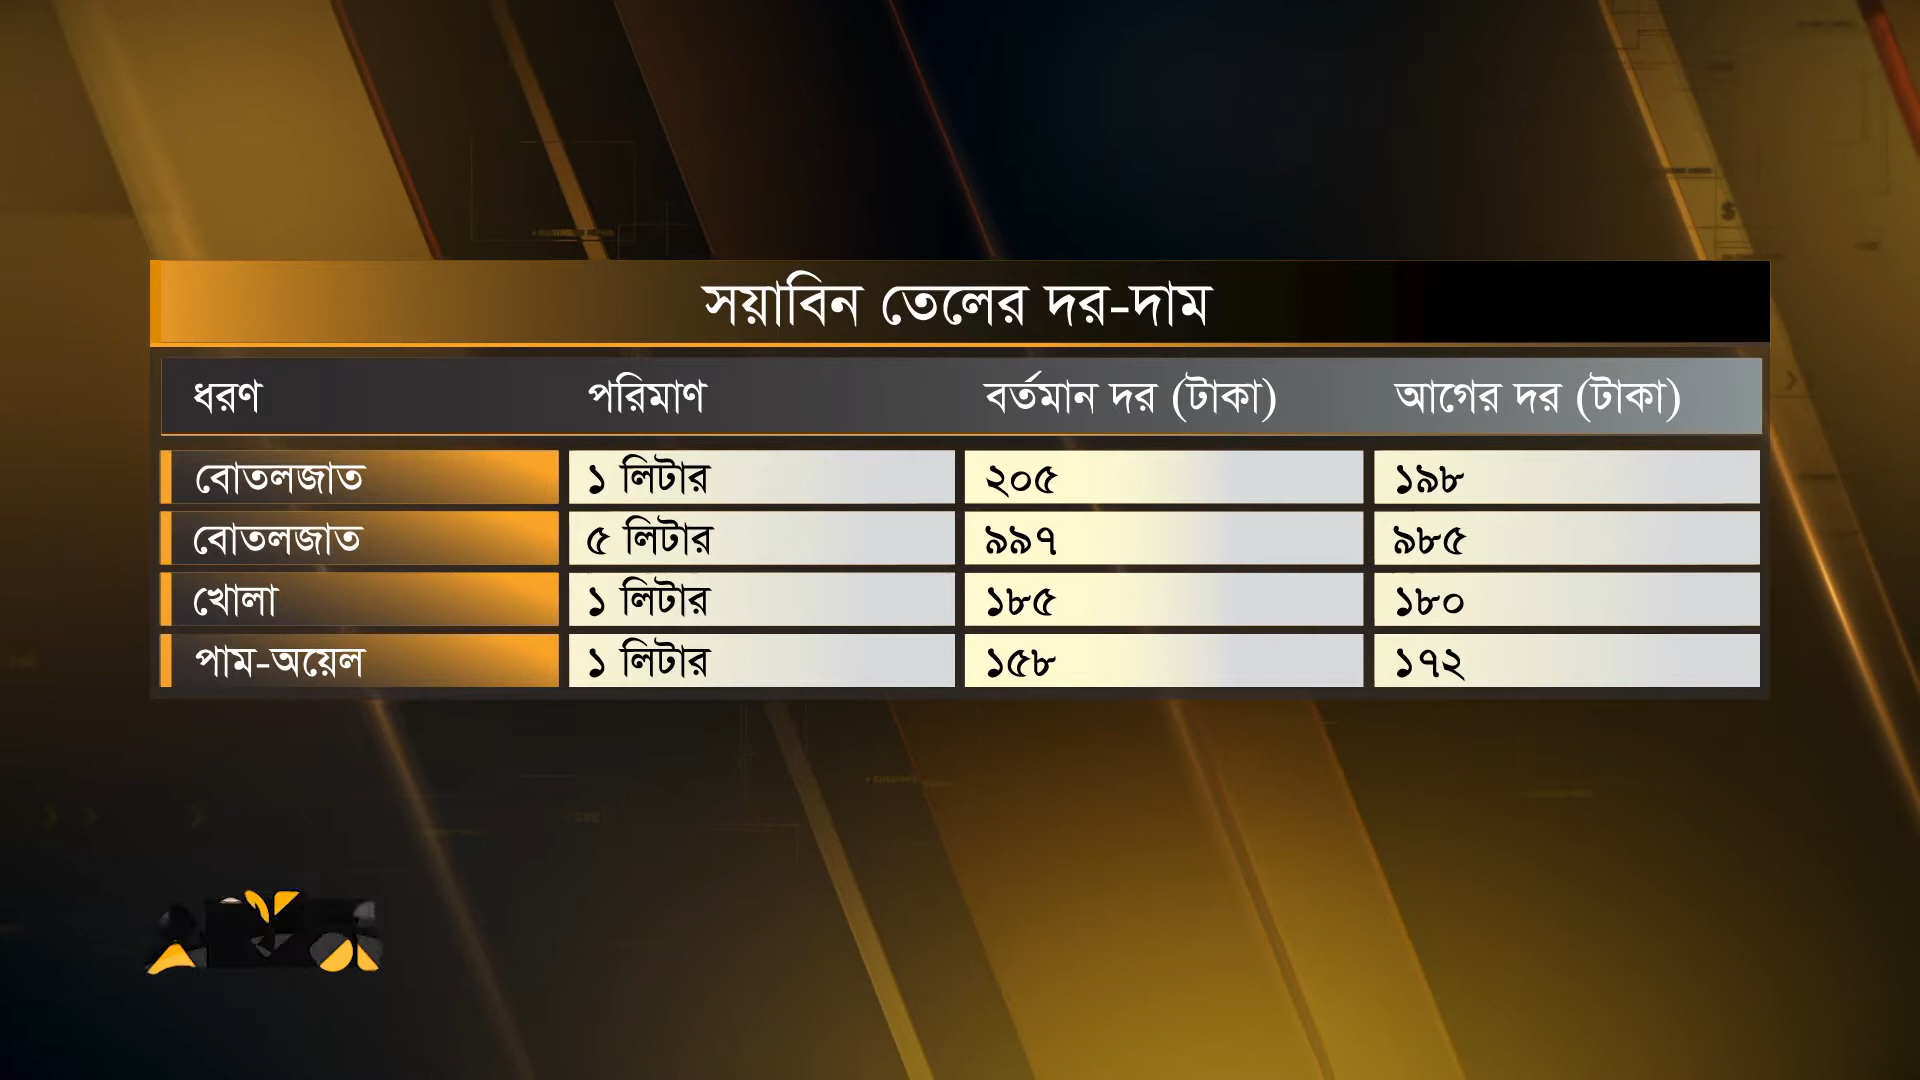 সয়াবিন তেলের দর-দাম
ধরণ পরিমাণ বর্তমান দর (টাকা) আগের দর (টাকা)
বোতলজাত ১ লিটার ২০৫ ১৯৮
বোতলজাত ৫ লিটার ৯৯৭ ৯৮৫
খোলা ১ লিটার ১৮৫ ১৮০
পাম-অয়েল ১ লিটার ১৫৮ ১৭২